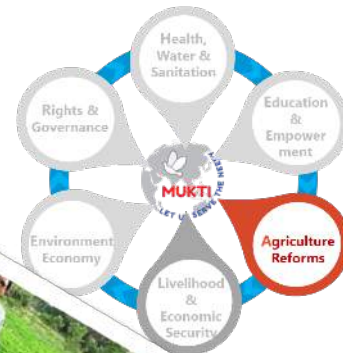 Health,
Water &
Sanitation
Education
&
Empower
ment
Agriculture
Reforms
Livelihood
&
Economic
Security
Environment
Economy
Rights &
Governance
MUKTI
LET US SERVE THE NEEDY